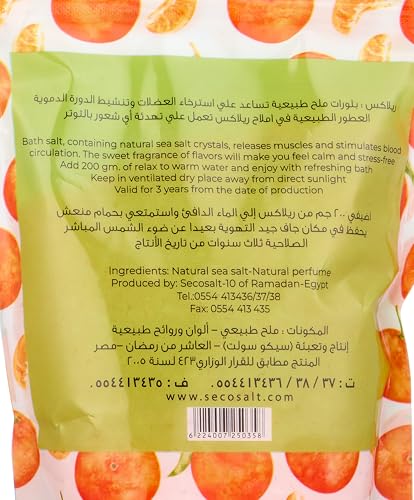 ريلاكس : بلورات ملح طبيعية تساعد علي استرخاء العضلات وتنشيط الدورة الدموية
العطور الطبيعية في املاح ريلاكس تعمل علي تهدئة أي شعور بالتوتر
Bath salt, containing natural sea salt crystals, releases muscles and stimulates blood
circulation. The sweet fragrance of flavors will make you feel calm and stress-free
Add 200 gm. of relax to warm water and enjoy with refreshing bath
Keep in ventilated dry place away from direct sunlight
Valid for 3 years from the date of production
اضيفي ٢٠٠ جم من ريلاكس إلي الماء الدافئ واستمتعي بحمام منعش
يحفظ في مكان جاف جيد التهوية بعيدا عن ضوء الشمس المباشر
الصلاحية ثلاث سنوات من تاريخ الأنتاج
Ingredients: Natural sea salt-Natural perfume
Produced by: Secosalt-10 of Ramadan-Egypt
Tel.:0554 413436/37/38
Fax: 0554 413 435
المكونات : ملح طبيعي - ألوان وروائح طبيعية
إنتاج وتعبئة (سيكو سولت) - العاشر من رمضان -مصر
المنتج مطابق للقرار الوزاري ٤٢٣ لسنة ٢٠٠٥
ت : ٣٧ / ٣٨ / ٠٥٥٤٤١٣٤٣٦ ف : ٠٥٥٤٤١٣٤٣٥
www.secosalt.com
6 224007 250358